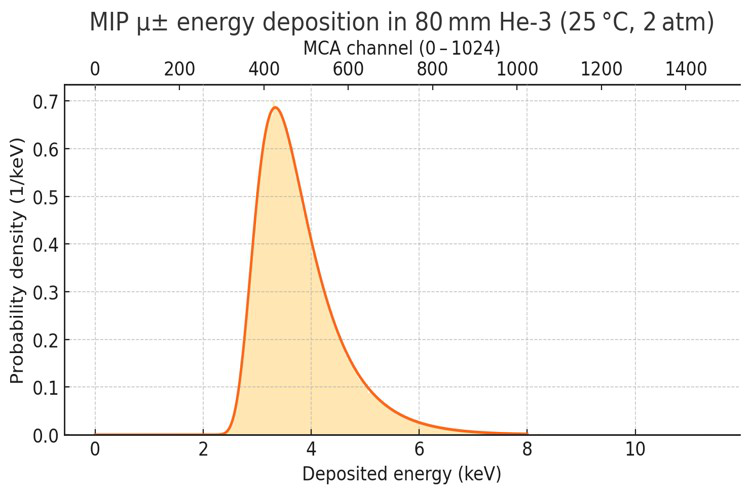 MIP μ± energy deposition in 80 mm He-3 (25 °C, 2 atm)
MCA channel (0 – 1024)
0 200 400 600 800 1000 1200 1400
Probability density (1/keV)
0.7
0.6
0.5
0.4
0.3
0.2
0.1
0.0
0 2 4 6 8 10
Deposited energy (keV)